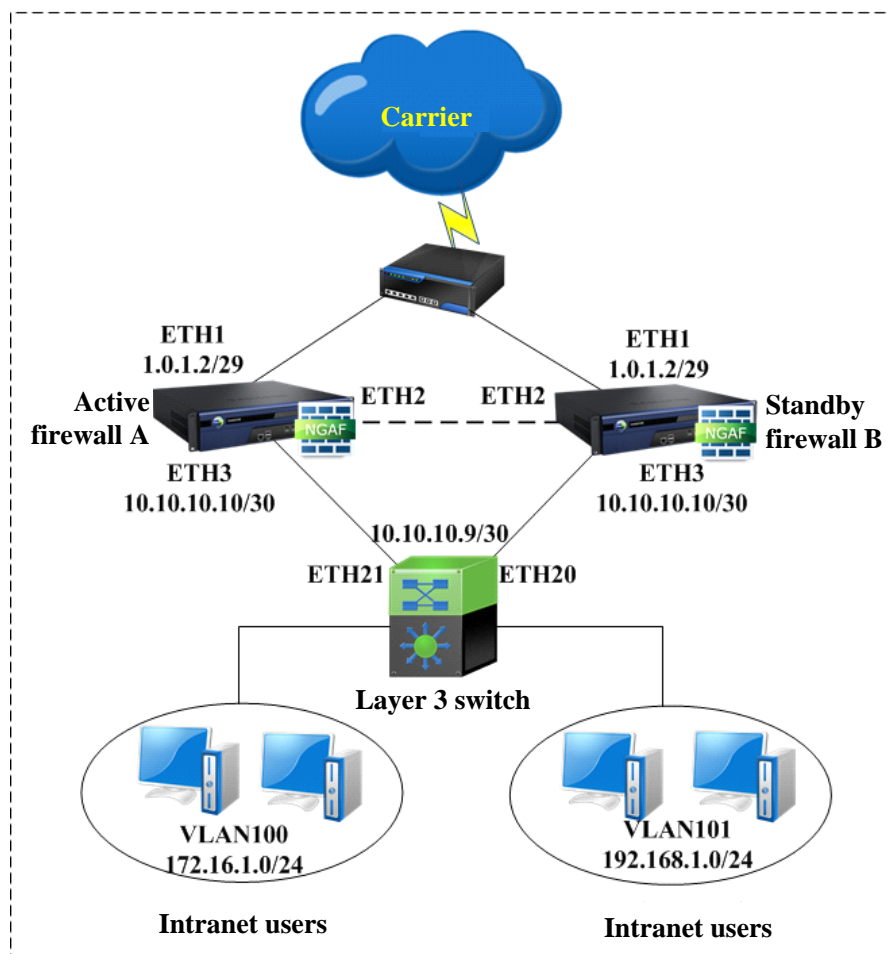 Carrier
ETH1
1.0.1.2/29
ETH1
1.0.1.2/29
Active
firewall A
ETH2
ETH2
Standby
firewall B
NGAF
NGAF
ETH3
10.10.10.10/30
ETH3
10.10.10.10/30
10.10.10.9/30
ETH21
ETH20
Layer 3 switch
VLAN100
172.16.1.0/24
VLAN101
192.168.1.0/24
Intranet users
Intranet users